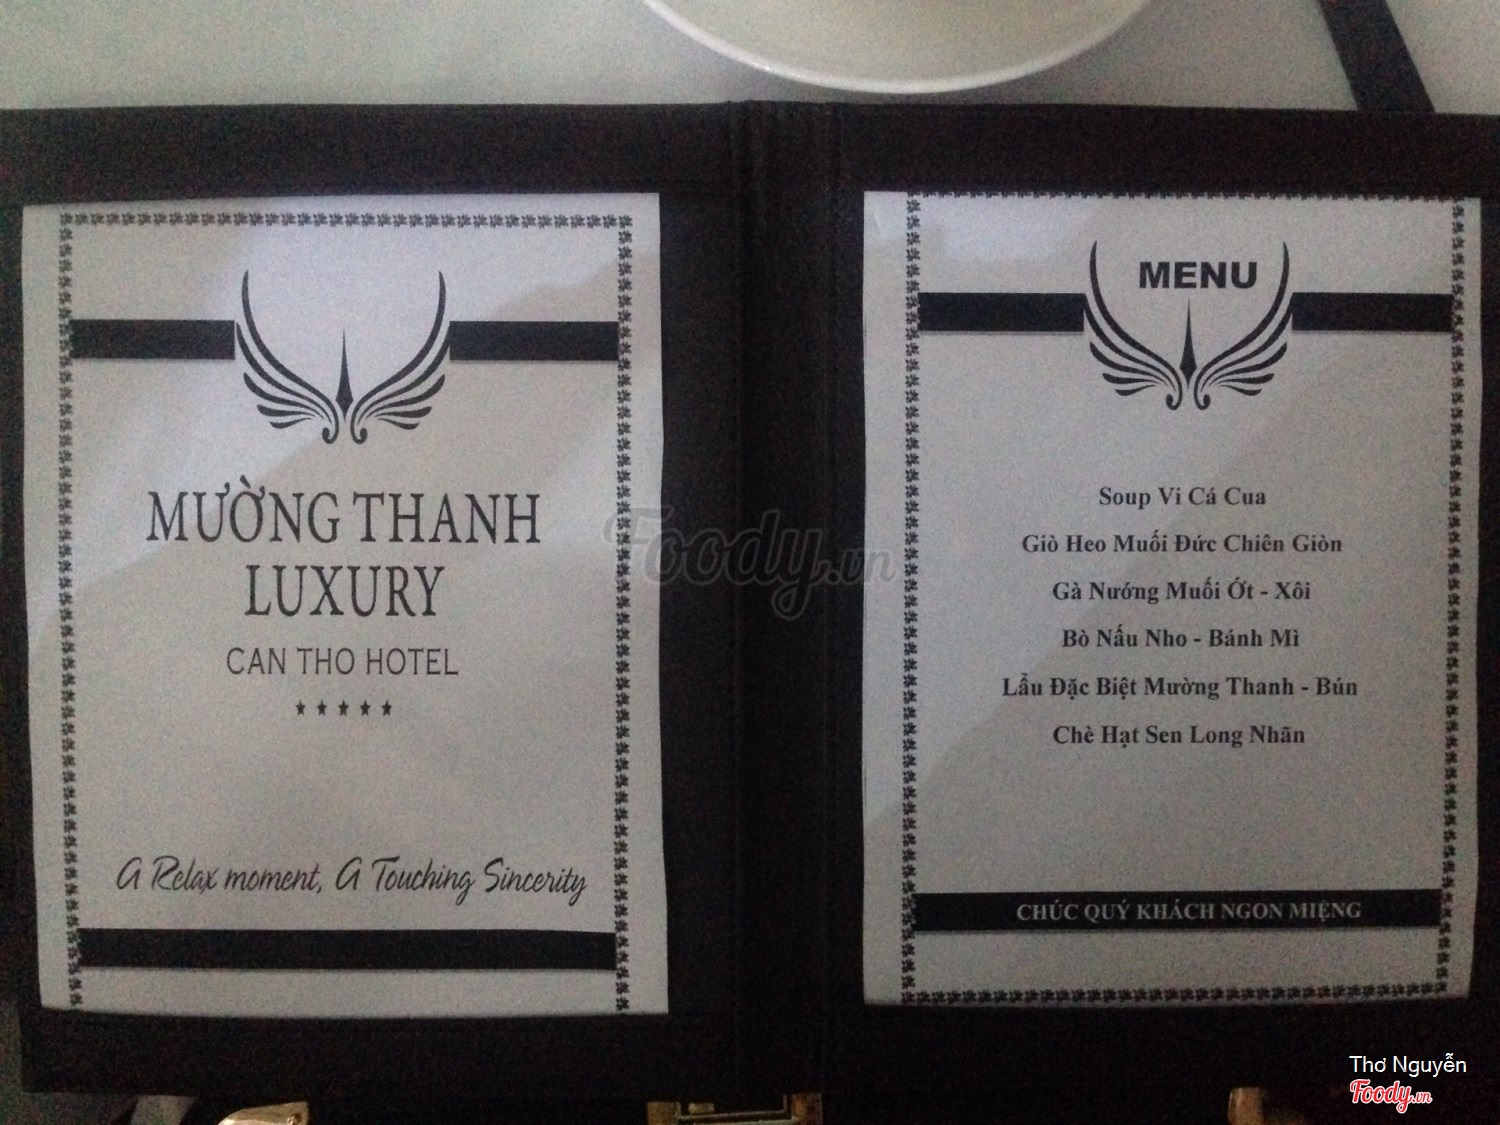 MƯỜNG THANH
LUXURY
CAN THO HOTEL
A Relax moment, A Touching Sincerity
MENU
Soup Vi Cá Cua
Giò Heo Muối Đức Chiên Giòn
Gà Nướng Muối Ớt - Xôi
Bò Nấu Nho - Bánh Mì
Lẩu Đặc Biệt Mường Thanh - Bún
Chè Hạt Sen Long Nhãn
CHÚC QUÝ KHÁCH NGON MIỆNG
Foody.vn
Thơ Nguyễn
Foody.vn